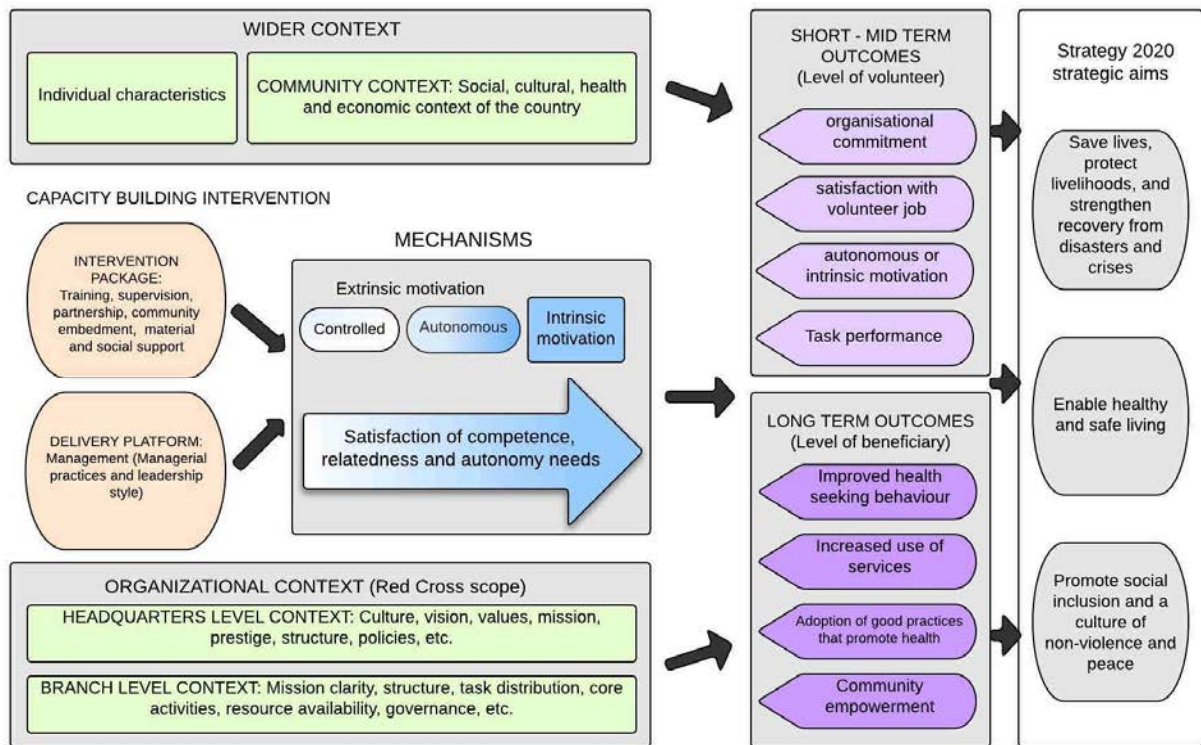 WIDER CONTEXT
Individual characteristics
COMMUNITY CONTEXT: Social, cultural, health
and economic context of the country
CAPACITY BUILDING INTERVENTION
INTERVENTION
PACKAGE:
Training, supervision,
partnership, community
embedment, material
and social support
DELIVERY PLATFORM:
Management (Managerial
practices and leadership
style)
MECHANISMS
Extrinsic motivation
Controlled
Autonomous
Intrinsic
motivation
Satisfaction of competence,
relatedness and autonomy needs
ORGANIZATIONAL CONTEXT (Red Cross scope)
HEADQUARTERS LEVEL CONTEXT: Culture, vision, values, mission,
prestige, structure, policies, etc.
BRANCH LEVEL CONTEXT: Mission clarity, structure, task distribution, core
activities, resource availability, governance, etc.
SHORT - MID TERM
OUTCOMES
(Level of volunteer)
organisational
commitment
satisfaction with
volunteer job
autonomous or
intrinsic motivation
Task performance
LONG TERM OUTCOMES
(Level of beneficiary)
Improved health
seeking behaviour
Increased use of
services
Adoption of good practices
that promote health
Community
empowerment
Strategy 2020
strategic aims
Save lives,
protect
livelihoods, and
strengthen
recovery from
disasters and
crises
Enable healthy
and safe living
Promote social
inclusion and a
culture of
non-violence and
peace